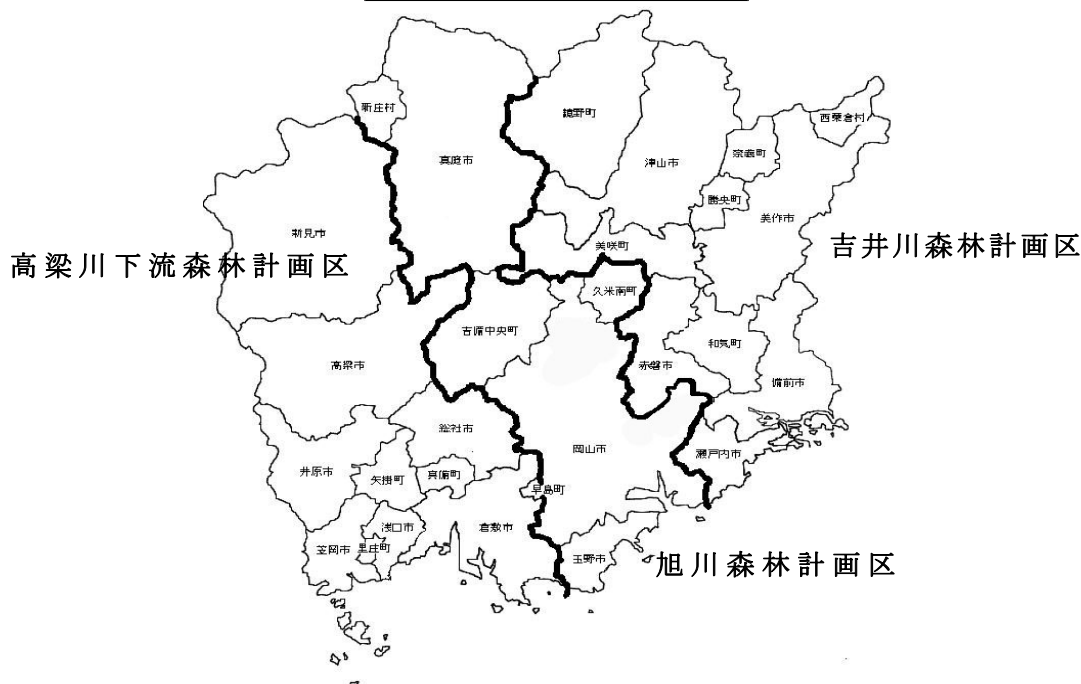 新庄村
鏡野町
西粟倉村
真庭市
津山市
奈義町
勝央町
美作市
新見市
美咲町
吉井川森林計画区
高梁川下流森林計画区
久米南町
吉備中央町
和気町
高梁市
赤磐市
備前市
総社市
岡山市
瀬戸内市
井原市
矢掛町
真備町
早島町
浅口市
倉敷市
笠岡市
里庄町
玉野市
旭川森林計画区